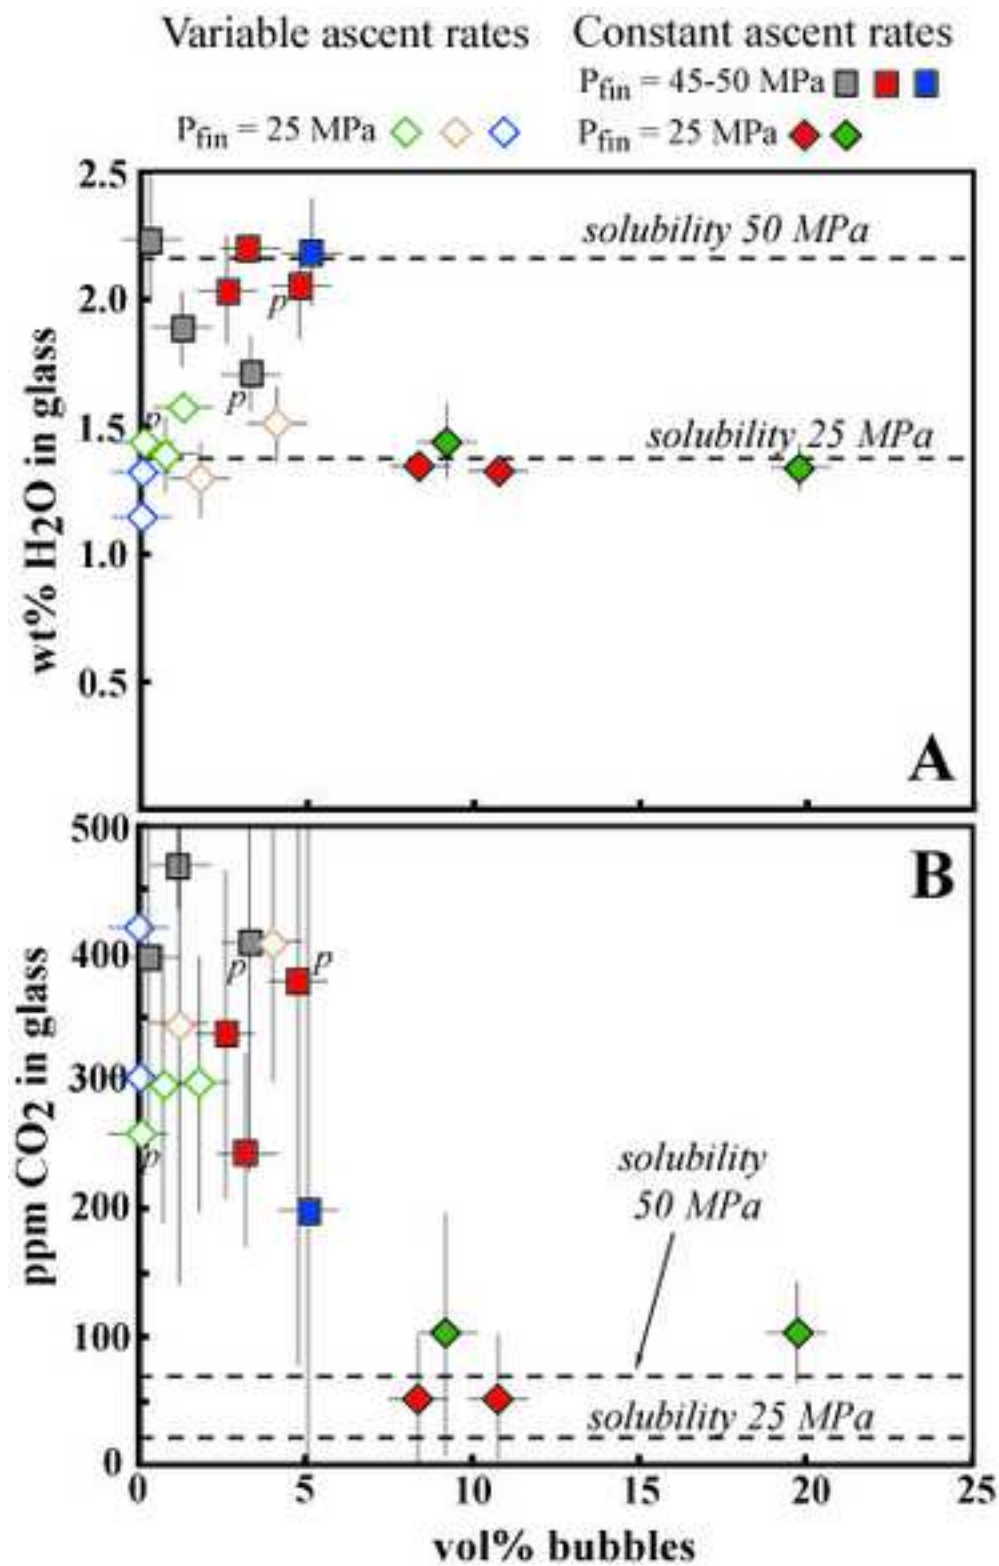 Variable ascent rates Constant ascent rates
Pfin = 45-50 MPa
Pfin = 25 MPa Pfin = 25 MPa
2.5
solubility 50 MPa
2.0
p
p
1.5
p
solubility 25 MPa
1.0
0.5
wt% H2O in glass
A
500
B
400
p
p
300
p
200
solubility
50 MPa
100
solubility 25 MPa
0
ppm CO2 in glass
0 5 10 15 20 25
vol% bubbles